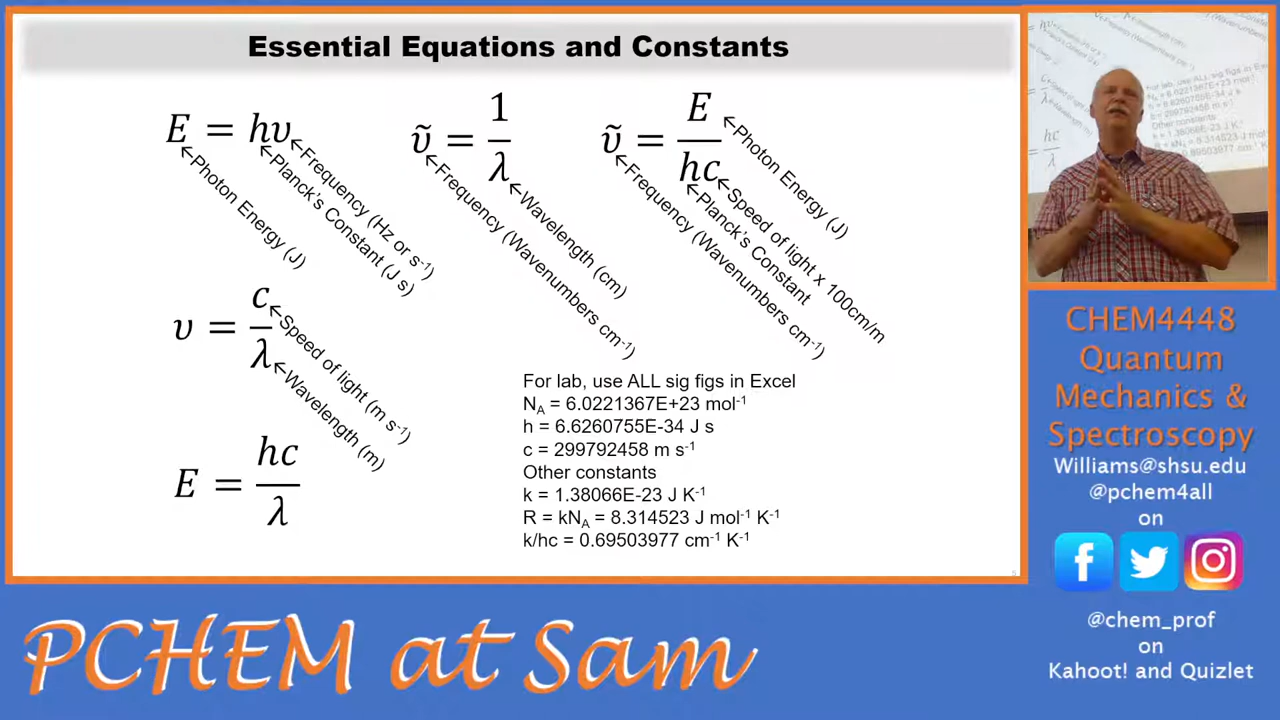 Essential Equations and Constants
E = hυ
Photon Energy (J)
Planck's Constant (J s)
Frequency (Hz or s⁻¹)
υ̃ = 1/λ
Frequency (Wavenumbers cm⁻¹)
Wavelength (cm)
υ̃ = E/hc
Frequency (Wavenumbers cm⁻¹)
Planck's Constant
Speed of light x 100cm/m
Photon Energy (J)
υ = c/λ
Speed of light (m s⁻¹)
Wavelength (m)
E = hc/λ
For lab, use ALL sig figs in Excel
N_A = 6.0221367E+23 mol⁻¹
h = 6.6260755E-34 J s
c = 299792458 m s⁻¹
Other constants
k = 1.38066E-23 J K⁻¹
R = kN_A = 8.314523 J mol⁻¹ K⁻¹
k/hc = 0.69503977 cm⁻¹ K⁻¹
CHEM4448
Quantum
Mechanics &
Spectroscopy
Williams@shsu.edu
@pchem4all
on
@chem_prof
on
Kahoot! and Quizlet
PCHEM at Sam